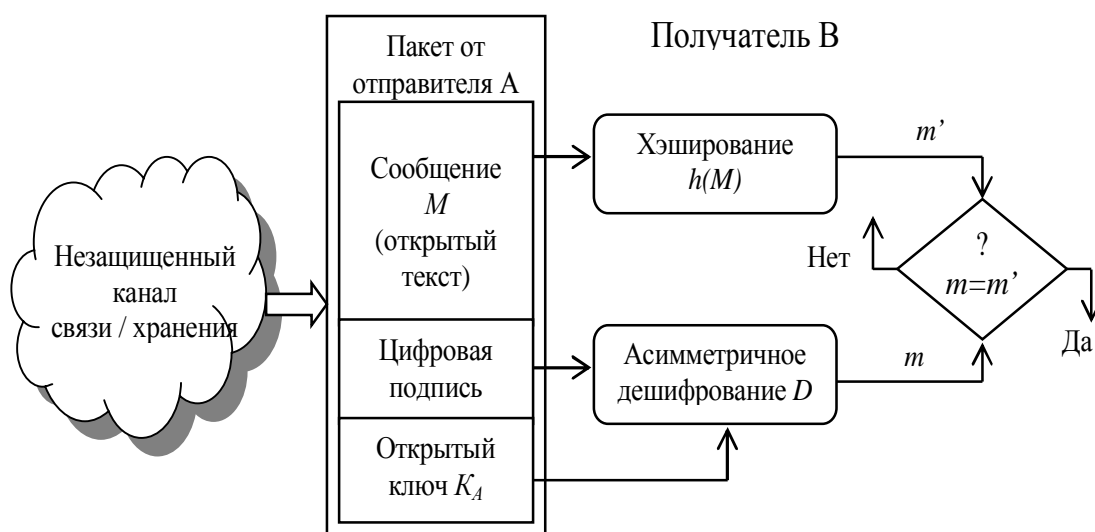 Пакет от
отправителя А
Получатель В
Сообщение
М
(открытый
текст)
Хэширование
h(M)
m’
Незащищенный
канал
связи / хранения
Нет
?
m=m’
Да
Цифровая
подпись
Асимметричное
дешифрование D
m
Открытый
ключ K_A